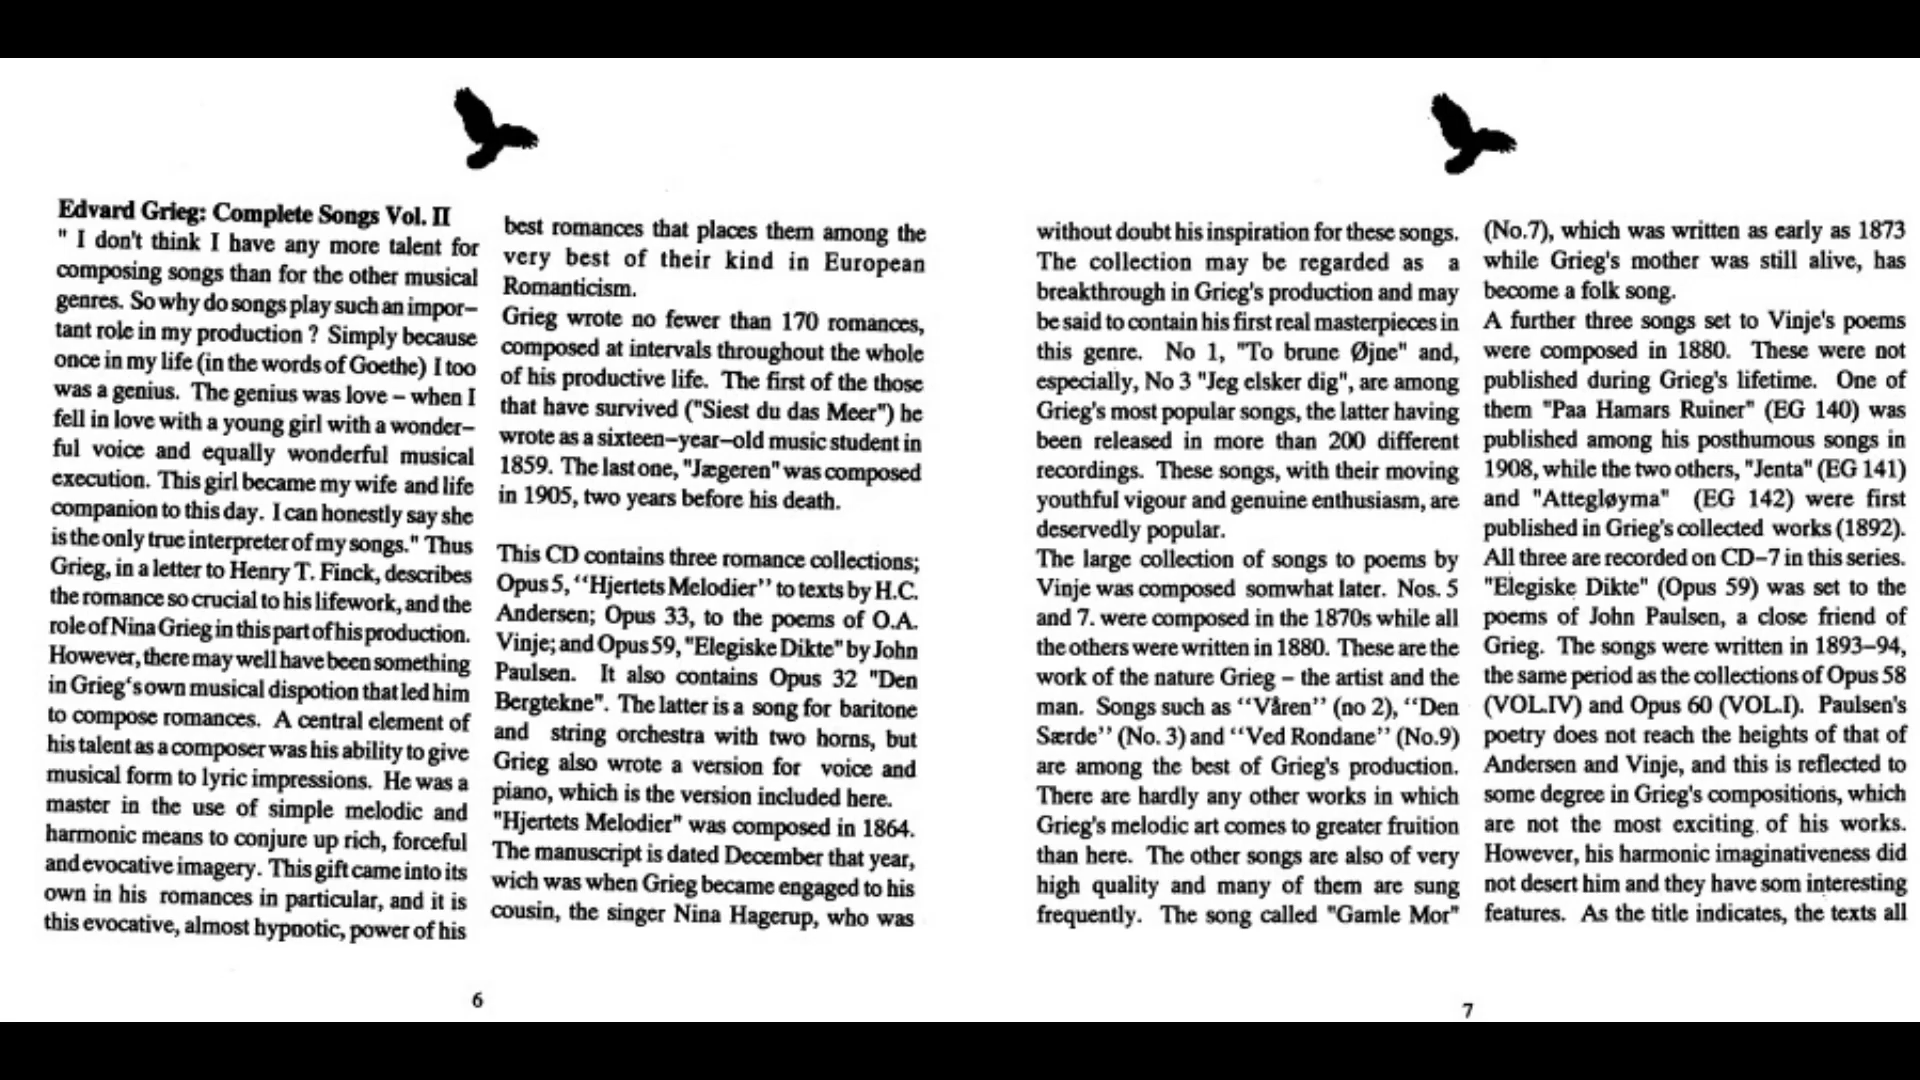 Edvard Grieg: Complete Songs Vol. II
" I don't think I have any more talent for
composing songs than for the other musical
genres. So why do songs play such an impor–
tant role in my production ? Simply because
once in my life (in the words of Goethe) I too
was a genius. The genius was love – when I
fell in love with a young girl with a wonder–
ful voice and equally wonderful musical
execution. This girl became my wife and life
companion to this day. I can honestly say she
is the only true interpreter of my songs." Thus
Grieg, in a letter to Henry T. Finck, describes
the romance so crucial to his lifework, and the
role of Nina Grieg in this part of his production.
However, there may well have been something
in Grieg's own musical dispotion that led him
to compose romances. A central element of
his talent as a composer was his ability to give
musical form to lyric impressions. He was a
master in the use of simple melodic and
harmonic means to conjure up rich, forceful
and evocative imagery. This gift came into its
own in his romances in particular, and it is
this evocative, almost hypnotic, power of his
best romances that places them among the
very best of their kind in European
Romanticism.
Grieg wrote no fewer than 170 romances,
composed at intervals throughout the whole
of his productive life. The first of the those
that have survived ("Siest du das Meer") he
wrote as a sixteen–year–old music student in
1859. The last one, "Jægeren" was composed
in 1905, two years before his death.
This CD contains three romance collections;
Opus 5, "Hjertets Melodier" to texts by H.C.
Andersen; Opus 33, to the poems of O.A.
Vinje; and Opus 59, "Elegiske Dikte" by John
Paulsen. It also contains Opus 32 "Den
Bergtekne". The latter is a song for baritone
and string orchestra with two horns, but
Grieg also wrote a version for voice and
piano, which is the version included here.
"Hjertets Melodier" was composed in 1864.
The manuscript is dated December that year,
wich was when Grieg became engaged to his
cousin, the singer Nina Hagerup, who was
6
without doubt his inspiration for these songs.
The collection may be regarded as a
breakthrough in Grieg's production and may
be said to contain his first real masterpieces in
this genre. No 1, "To brune Øjne" and,
especially, No 3 "Jeg elsker dig", are among
Grieg's most popular songs, the latter having
been released in more than 200 different
recordings. These songs, with their moving
youthful vigour and genuine enthusiasm, are
deservedly popular.
The large collection of songs to poems by
Vinje was composed somwhat later. Nos. 5
and 7. were composed in the 1870s while all
the others were written in 1880. These are the
work of the nature Grieg – the artist and the
man. Songs such as "Våren" (no 2), "Den
Særde" (No. 3) and "Ved Rondane" (No.9)
are among the best of Grieg's production.
There are hardly any other works in which
Grieg's melodic art comes to greater fruition
than here. The other songs are also of very
high quality and many of them are sung
frequently. The song called "Gamle Mor"
(No.7), which was written as early as 1873
while Grieg's mother was still alive, has
become a folk song.
A further three songs set to Vinje's poems
were composed in 1880. These were not
published during Grieg's lifetime. One of
them "Paa Hamars Ruiner" (EG 140) was
published among his posthumous songs in
1908, while the two others, "Jenta" (EG 141)
and "Attegløyma" (EG 142) were first
published in Grieg's collected works (1892).
All three are recorded on CD–7 in this series.
"Elegiske Dikte" (Opus 59) was set to the
poems of John Paulsen, a close friend of
Grieg. The songs were written in 1893–94,
the same period as the collections of Opus 58
(VOL.IV) and Opus 60 (VOL.I). Paulsen's
poetry does not reach the heights of that of
Andersen and Vinje, and this is reflected to
some degree in Grieg's compositions, which
are not the most exciting of his works.
However, his harmonic imaginativeness did
not desert him and they have som interesting
features. As the title indicates, the texts all
7